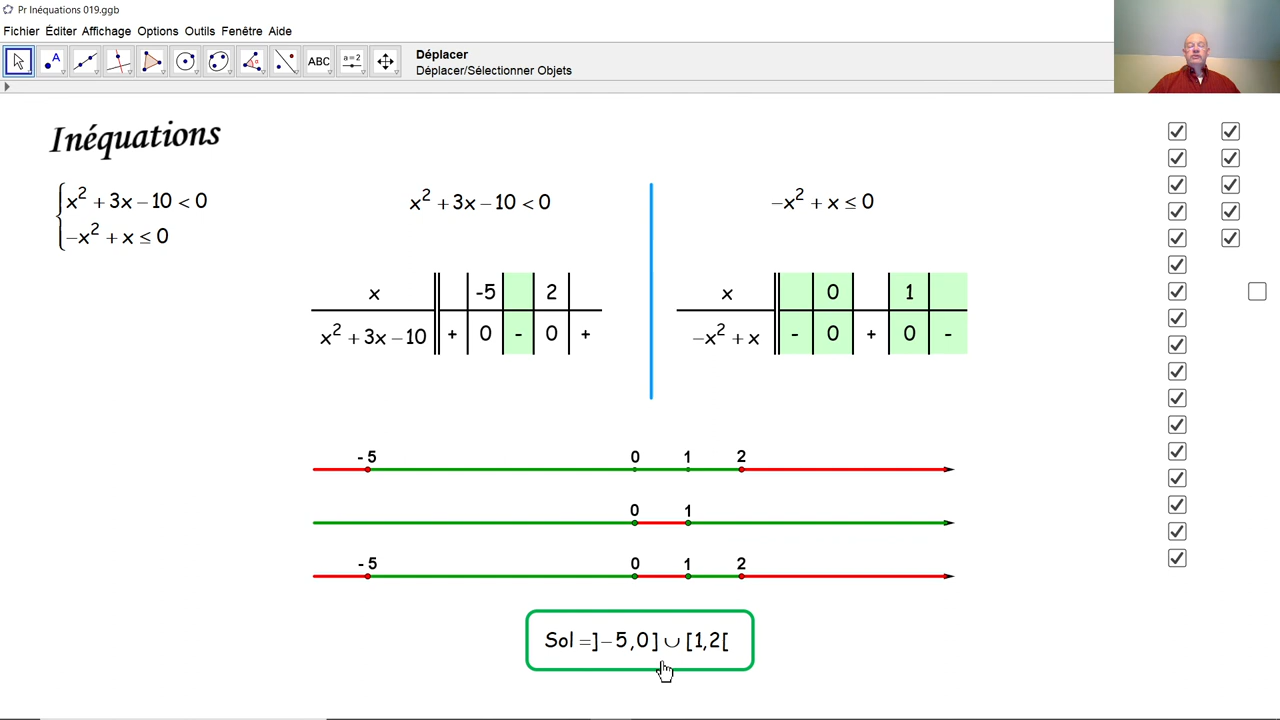 Pr Inéquations 019.ggb
Fichier Éditer Affichage Options Outils Fenêtre Aide
A
ABC
a=2
Déplacer
Déplacer/Sélectionner Objets
Inéquations
x² + 3x − 10 < 0
−x² + x ≤ 0
x² + 3x − 10 < 0
x -5 2
x² + 3x − 10 + 0 - 0 +
−x² + x ≤ 0
x 0 1
−x² + x - 0 + 0 -
- 5 0 1 2
0 1
- 5 0 1 2
Sol =]−5,0] ∪ [1,2[